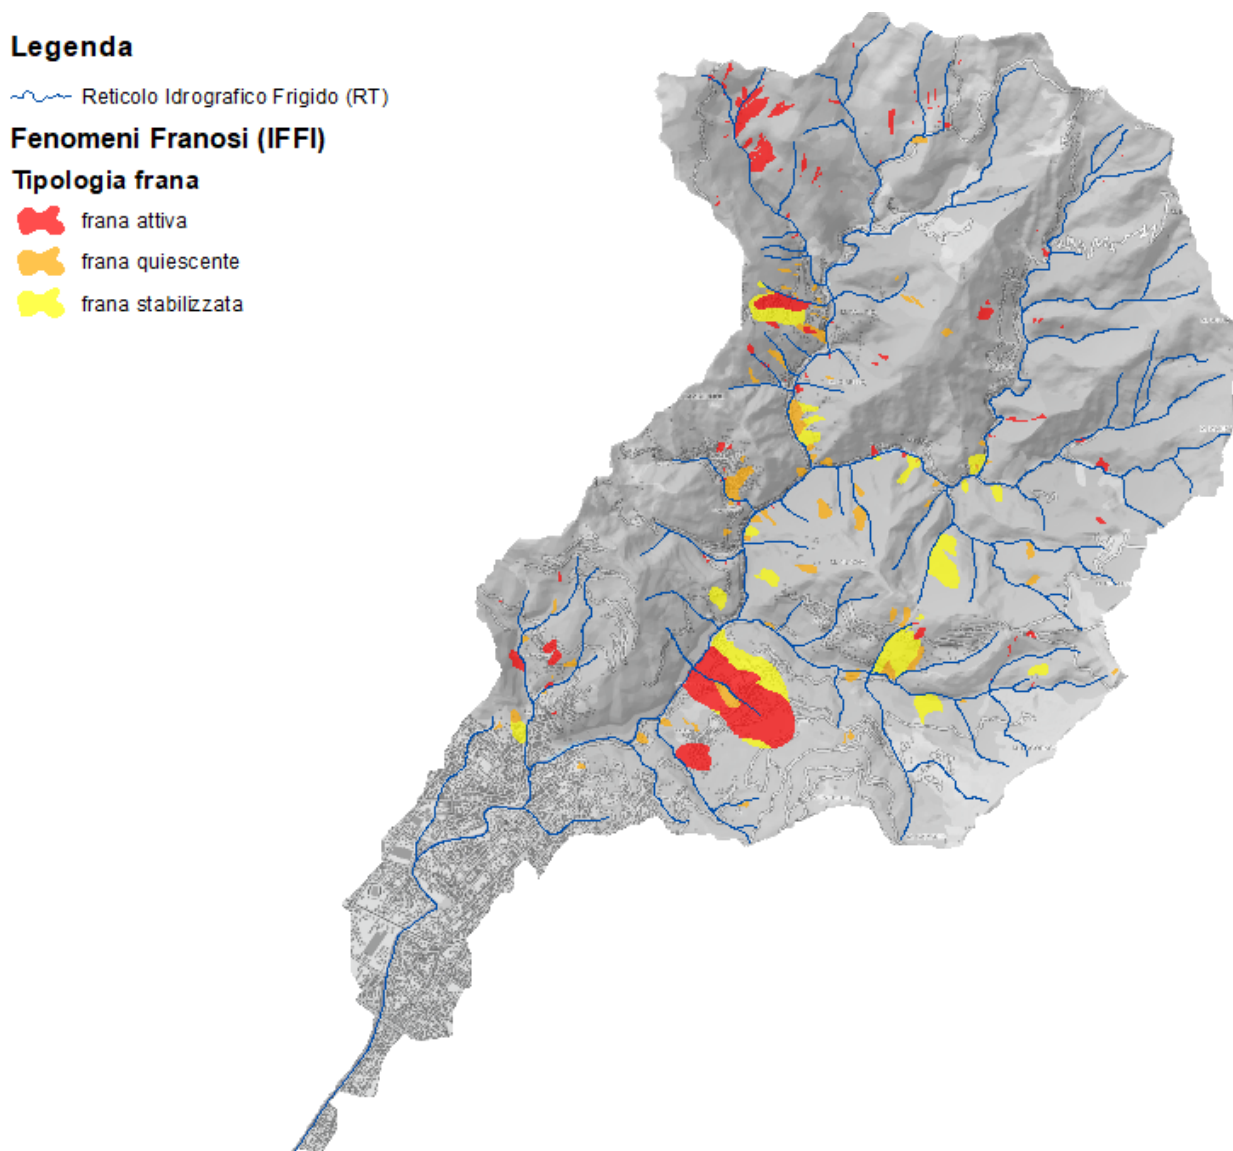 Legenda
Reticolo Idrografico Frigido (RT)
Fenomeni Franosi (IFFI)
Tipologia frana
frana attiva
frana quiescente
frana stabilizzata